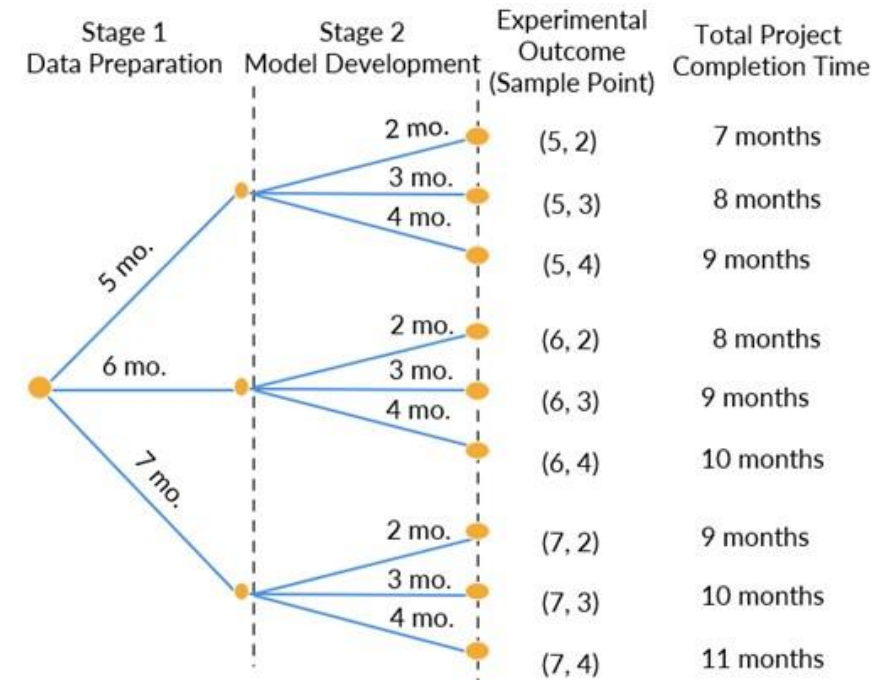 Stage 1
Data Preparation
Stage 2
Model Development
Experimental
Outcome
(Sample Point)
Total Project
Completion Time
2 mo.
(5, 2)
7 months
3 mo.
(5, 3)
8 months
4 mo.
(5, 4)
9 months
5 mo.
2 mo.
(6, 2)
8 months
6 mo.
3 mo.
(6, 3)
9 months
4 mo.
(6, 4)
10 months
7 mo.
2 mo.
(7, 2)
9 months
3 mo.
(7, 3)
10 months
4 mo.
(7, 4)
11 months